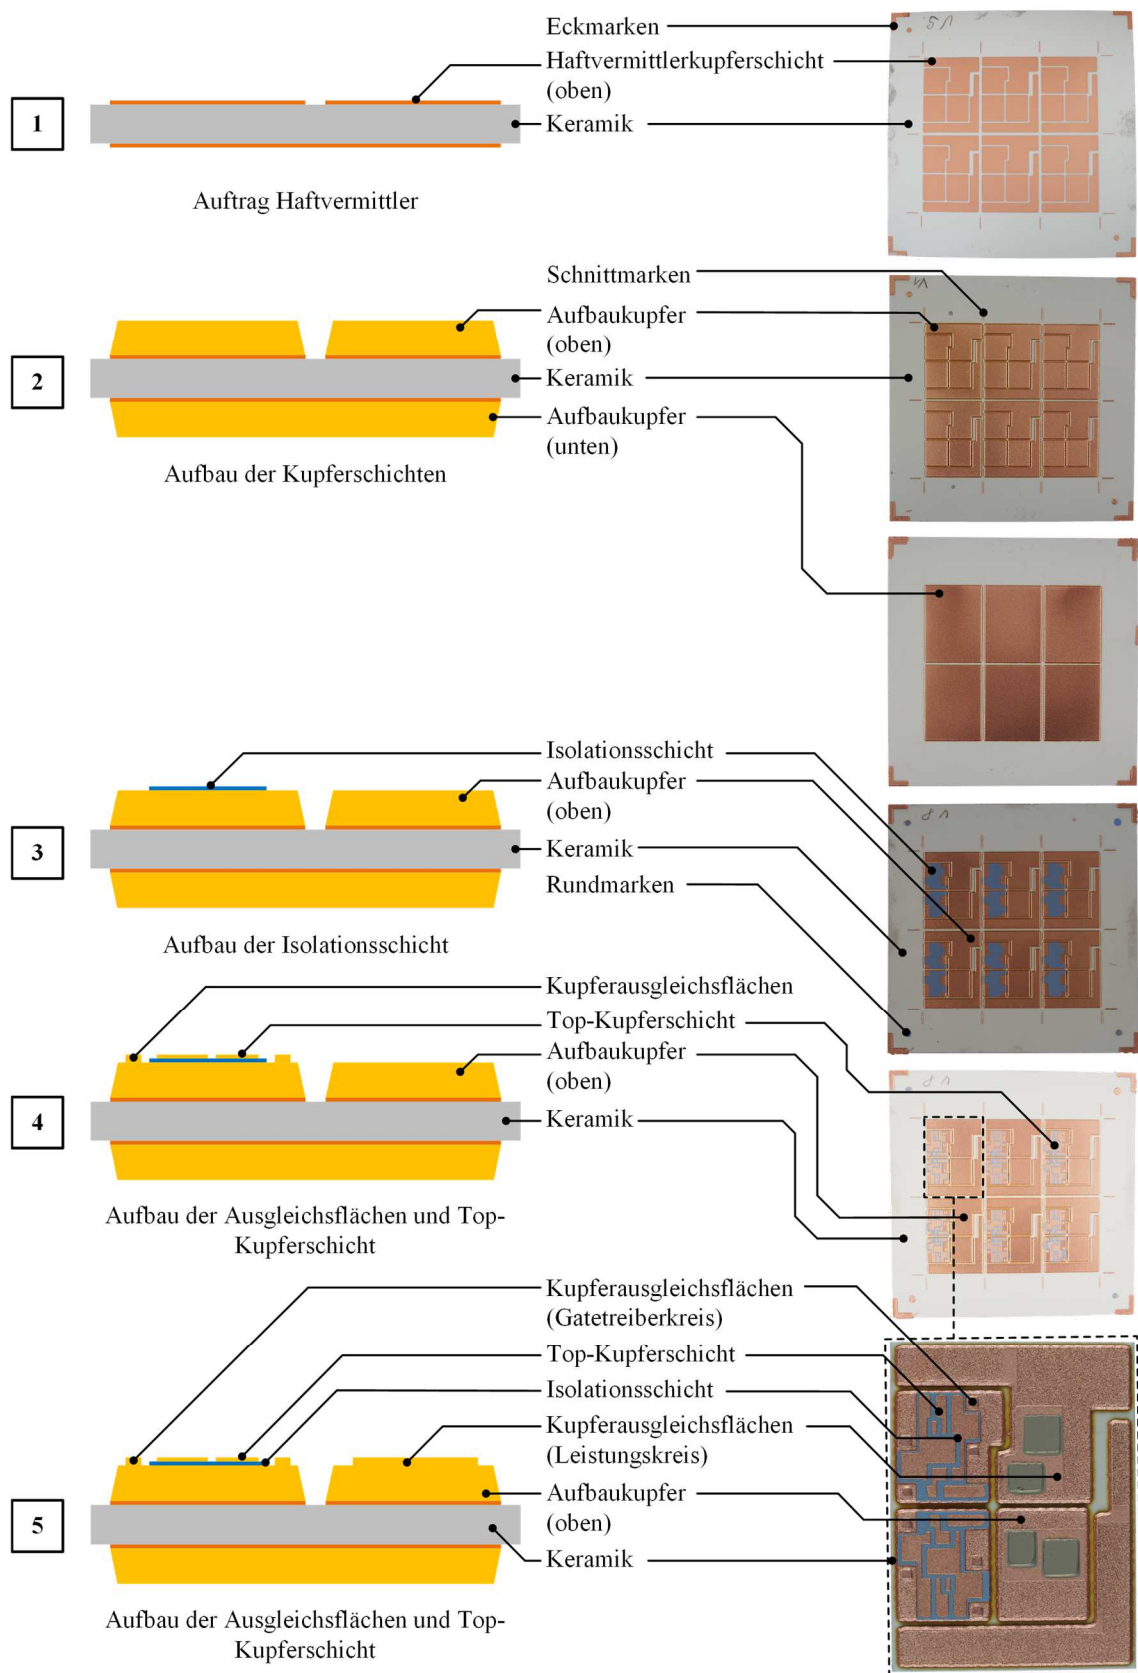 Eckmarken
Haftvermittlerkupferschicht
(oben)
1
Keramik
Auftrag Haftvermittler
Schnittmarken
Aufbaukupfer
(oben)
2
Keramik
Aufbaukupfer
(unten)
Aufbau der Kupferschichten
Isolationsschicht
Aufbaukupfer
(oben)
3
Keramik
Rundmarken
Aufbau der Isolationsschicht
Kupferausgleichsflächen
Top-Kupferschicht
Aufbaukupfer
(oben)
4
Keramik
Aufbau der Ausgleichsflächen und Top-
Kupferschicht
Kupferausgleichsflächen
(Gatetreiberkreis)
Top-Kupferschicht
Isolationsschicht
Kupferausgleichsflächen
(Leistungskreis)
Aufbaukupfer
(oben)
5
Keramik
Aufbau der Ausgleichsflächen und Top-
Kupferschicht